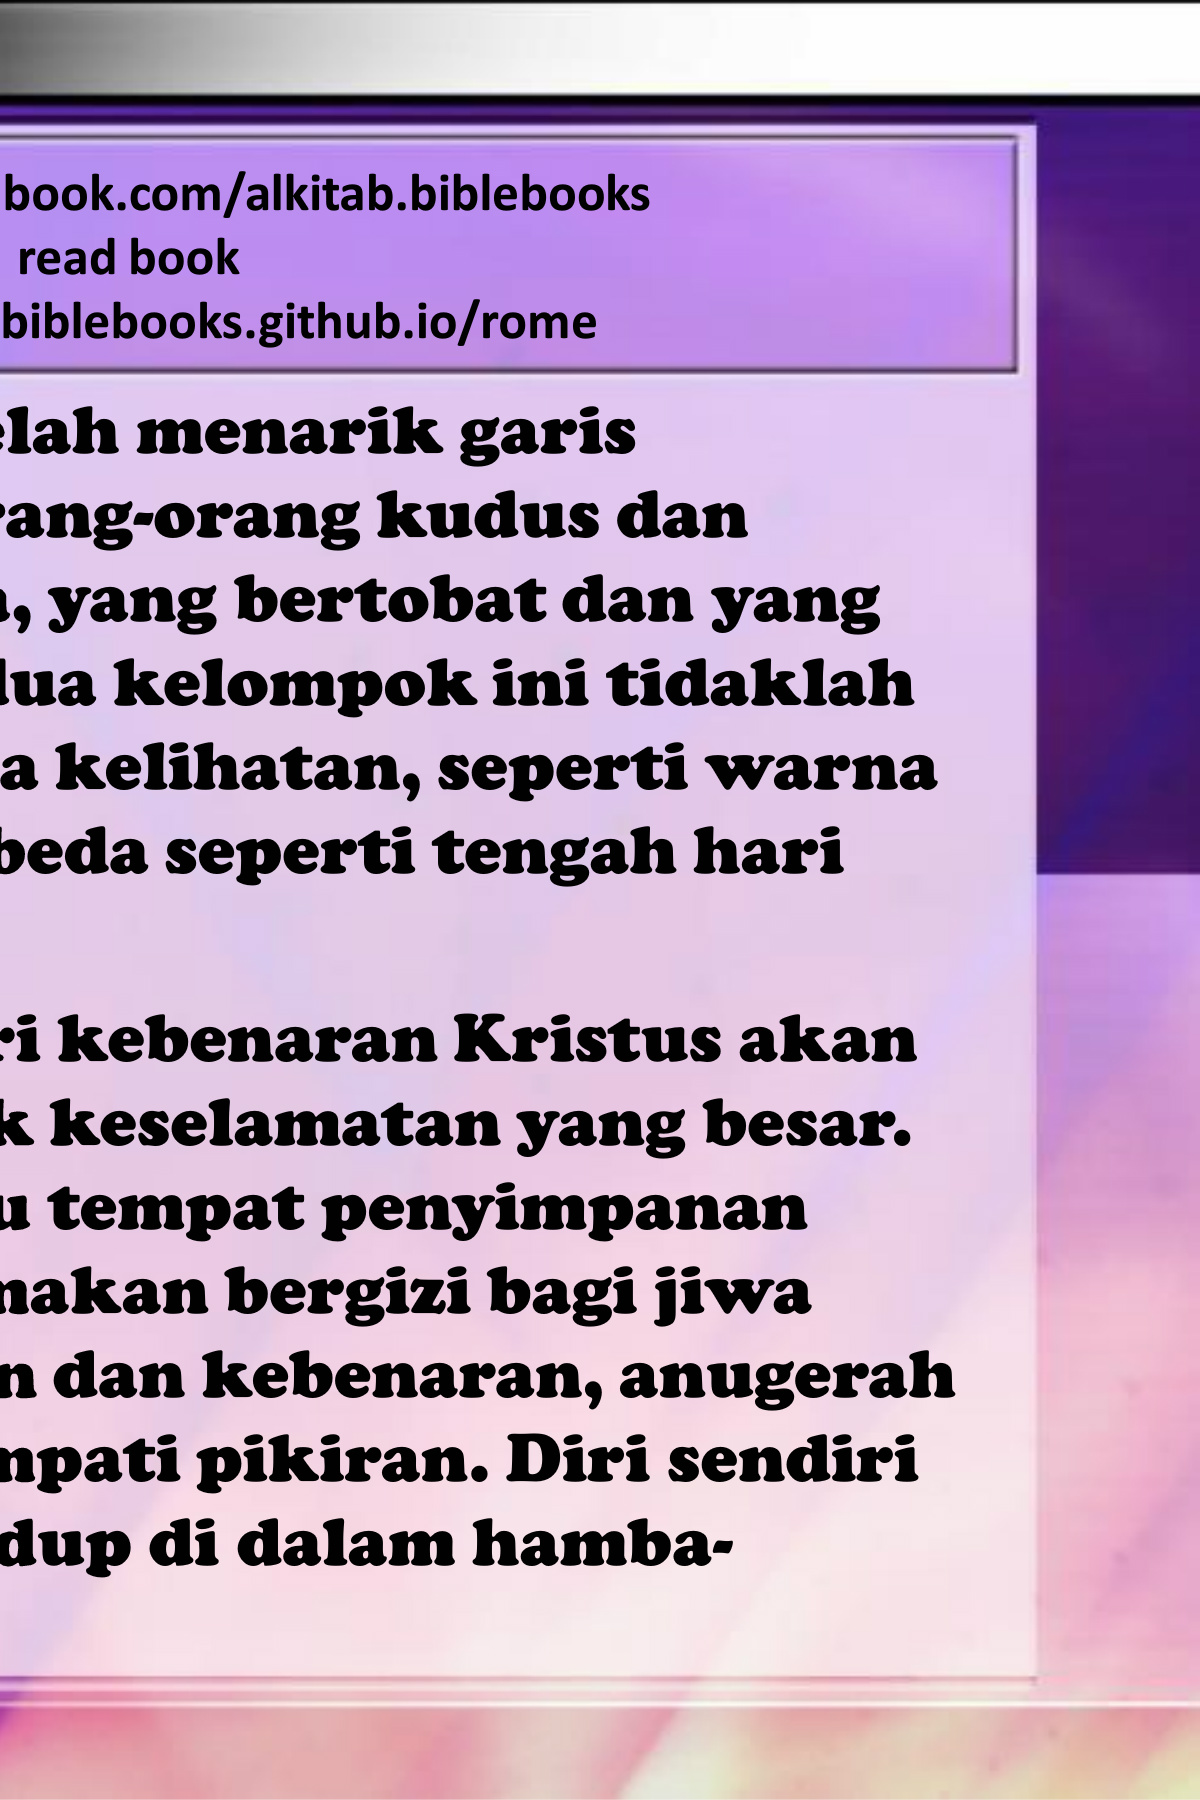 book.com/alkitab.biblebooks
read book
biblebooks.github.io/rome
elah menarik garis
rang-orang kudus dan
a, yang bertobat dan yang
dua kelompok ini tidaklah
a kelihatan, seperti warna
beda seperti tengah hari
ri kebenaran Kristus akan
k keselamatan yang besar.
u tempat penyimpanan
makan bergizi bagi jiwa
n dan kebenaran, anugerah
mpati pikiran. Diri sendiri
dup di dalam hamba-